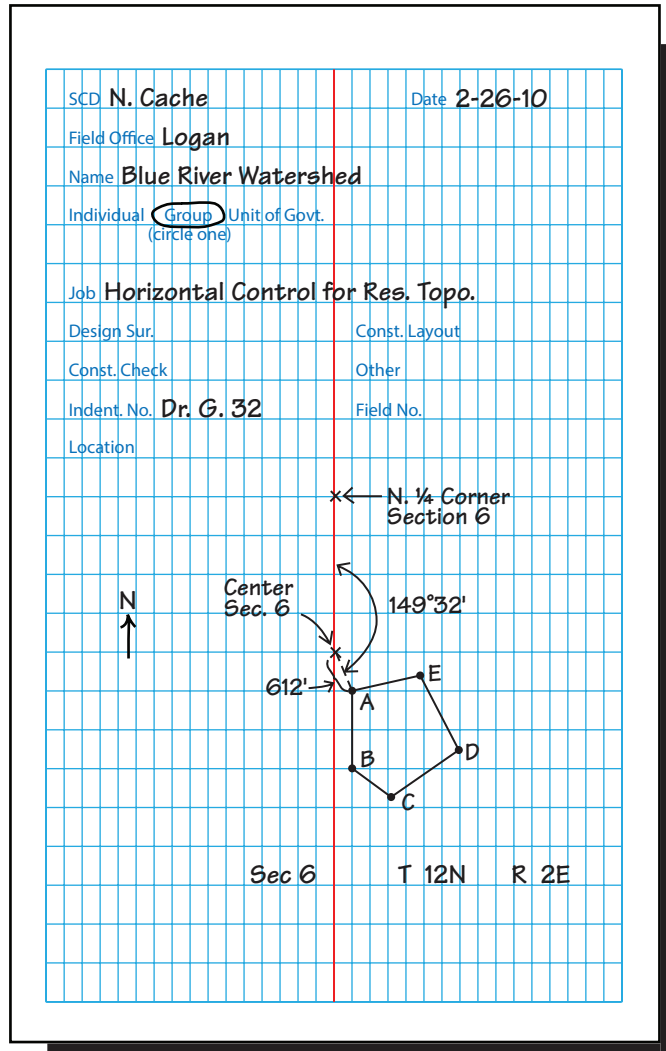 SCD N. Cache Date 2-26-10
Field Office Logan
Name Blue River Watershed
Individual Group Unit of Govt.
(circle one)
Job Horizontal Control for Res. Topo.
Design Sur. Const. Layout
Const. Check Other
Indent. No. Dr. G. 32 Field No.
Location
N. ¼ Corner
Section 6
Center
Sec. 6
N
149°32'
612'
E
A
B
D
C
Sec 6 T 12N R 2E